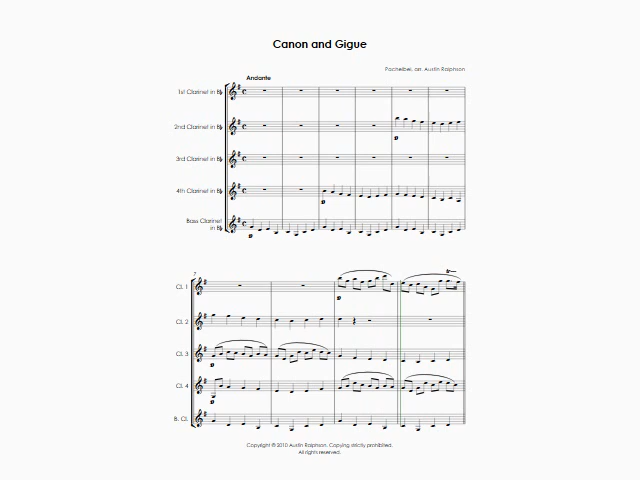 Canon and Gigue
Pachelbel, arr. Austin Ralphson
Andante
1st Clarinet in B♭
2nd Clarinet in B♭
3rd Clarinet in B♭
4th Clarinet in B♭
Bass Clarinet
in B♭
7
Cl. 1
Cl. 2
Cl. 3
Cl. 4
B. Cl.
Copyright © 2010 Austin Ralphson. Copying strictly prohibited.
All rights reserved.